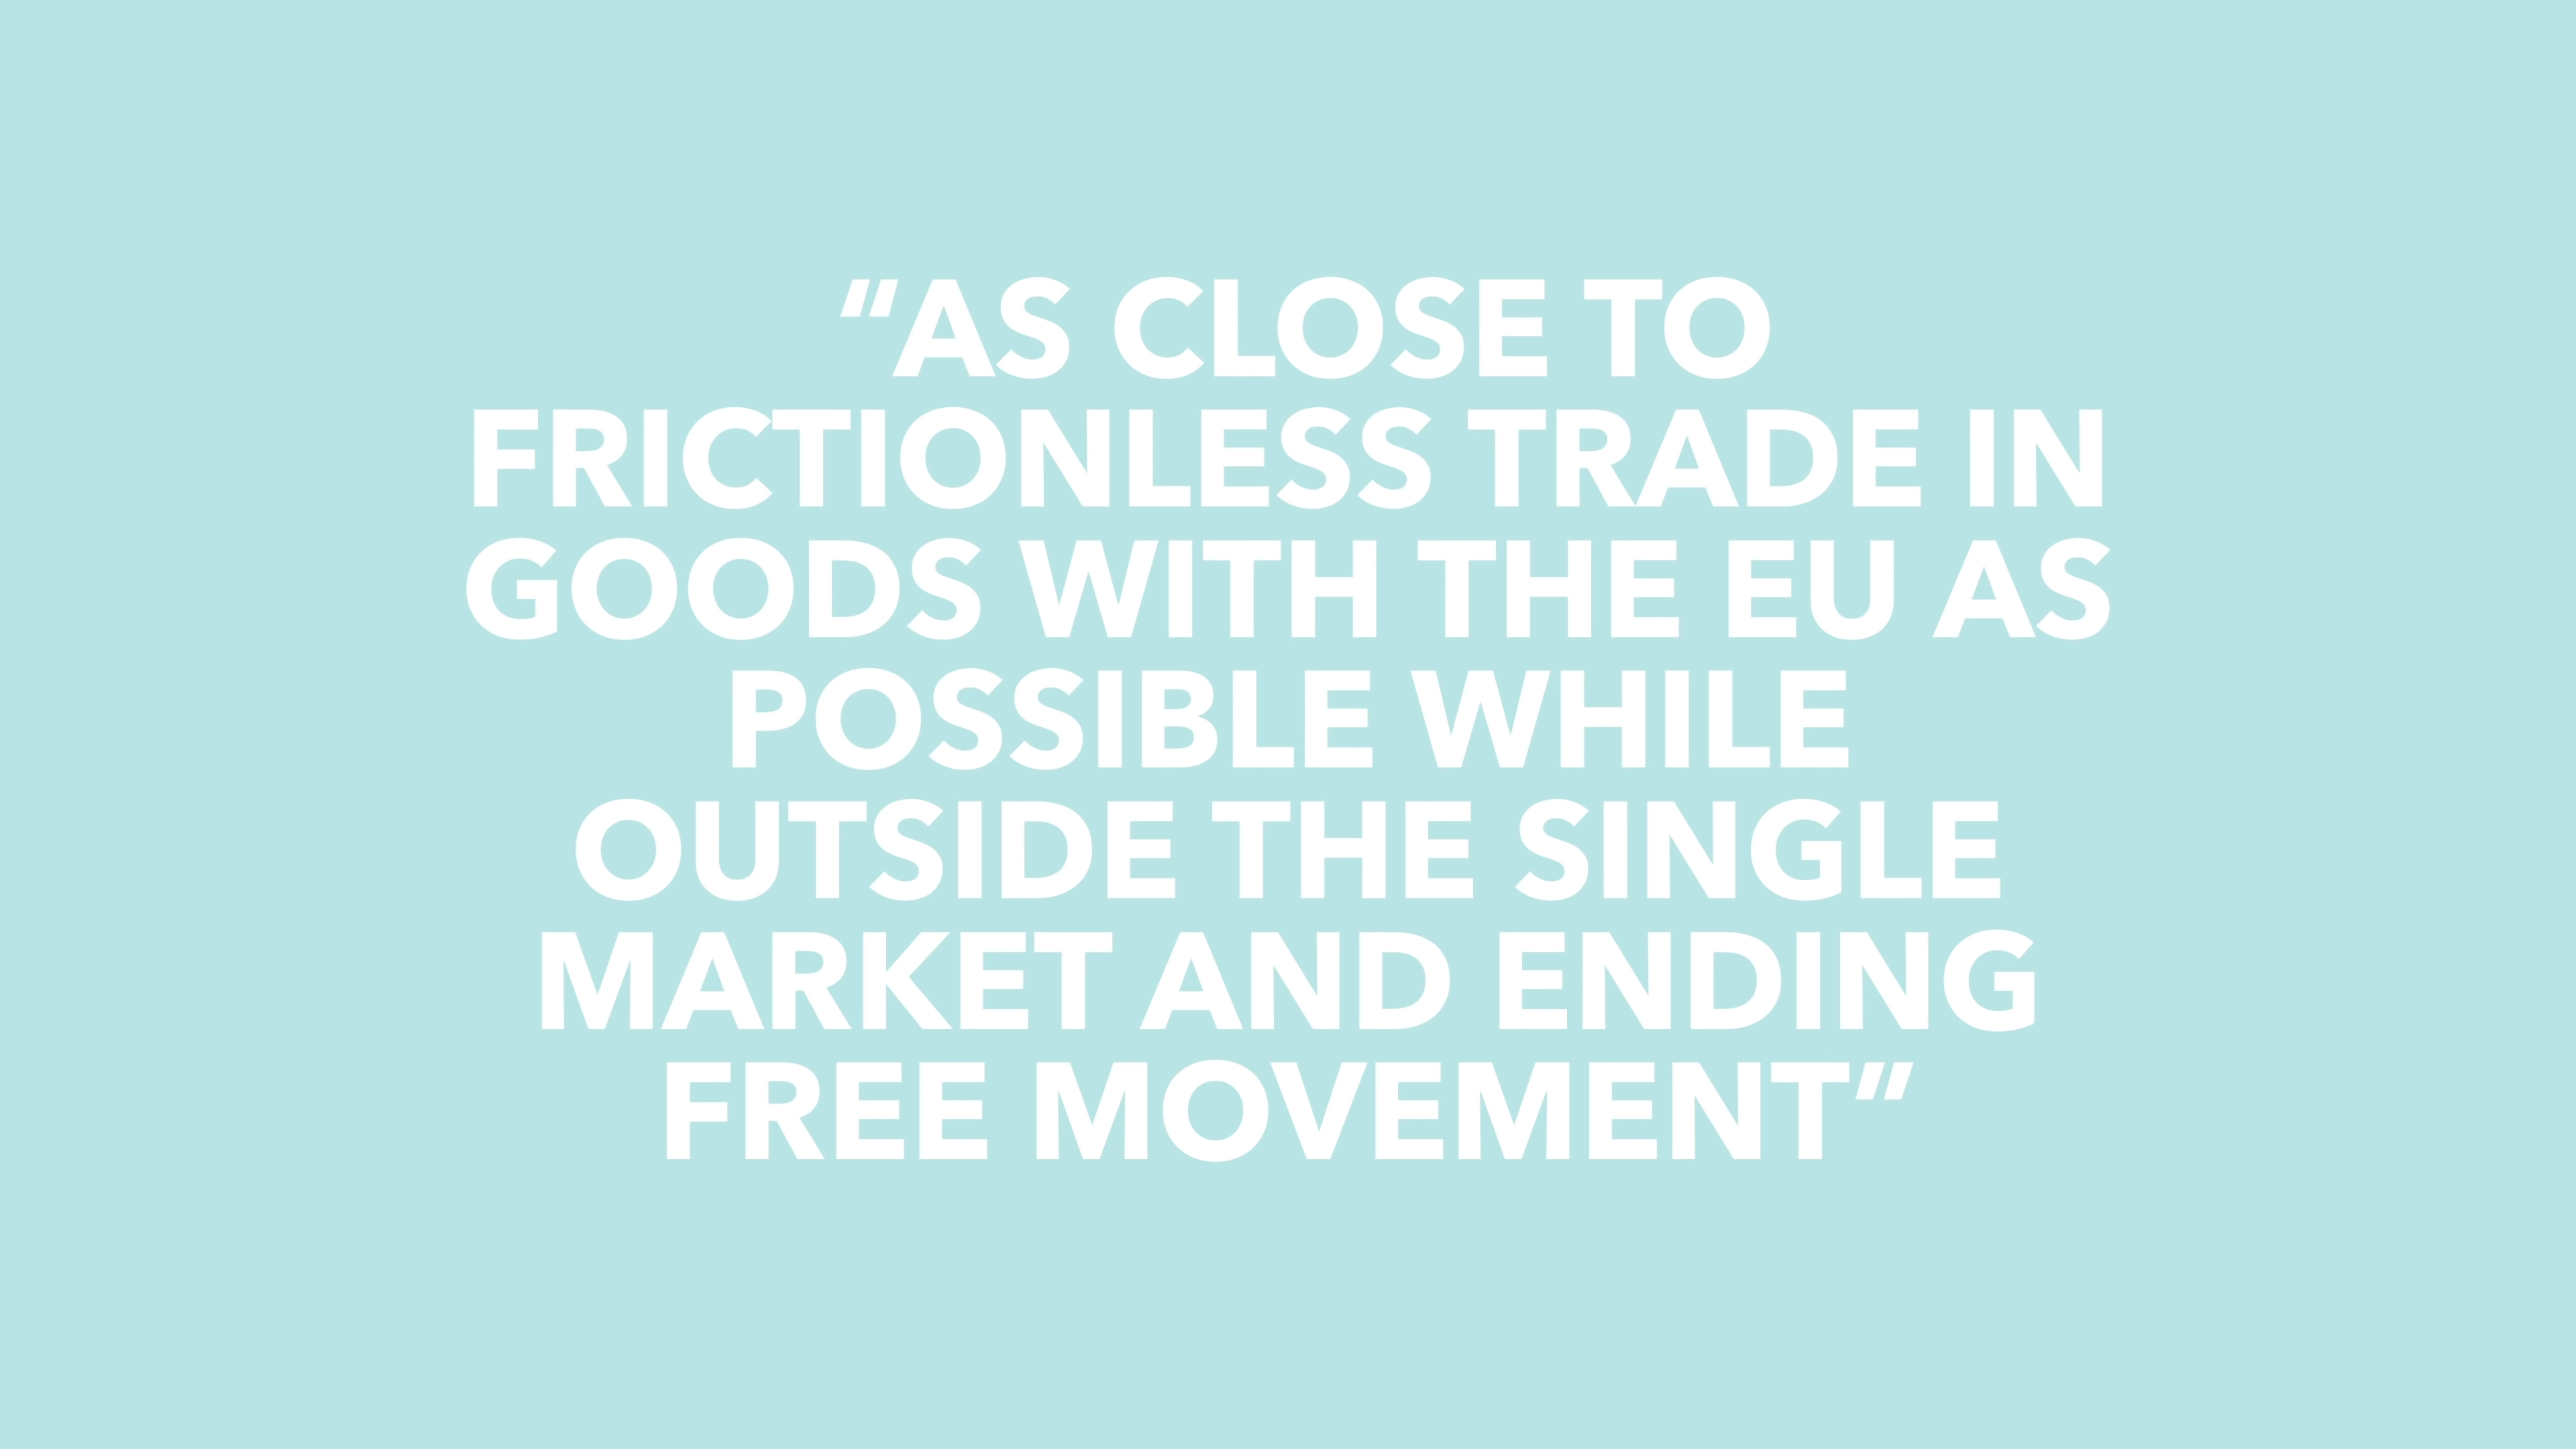 “AS CLOSE TO
FRICTIONLESS TRADE IN
GOODS WITH THE EU AS
POSSIBLE WHILE
OUTSIDE THE SINGLE
MARKET AND ENDING
FREE MOVEMENT”